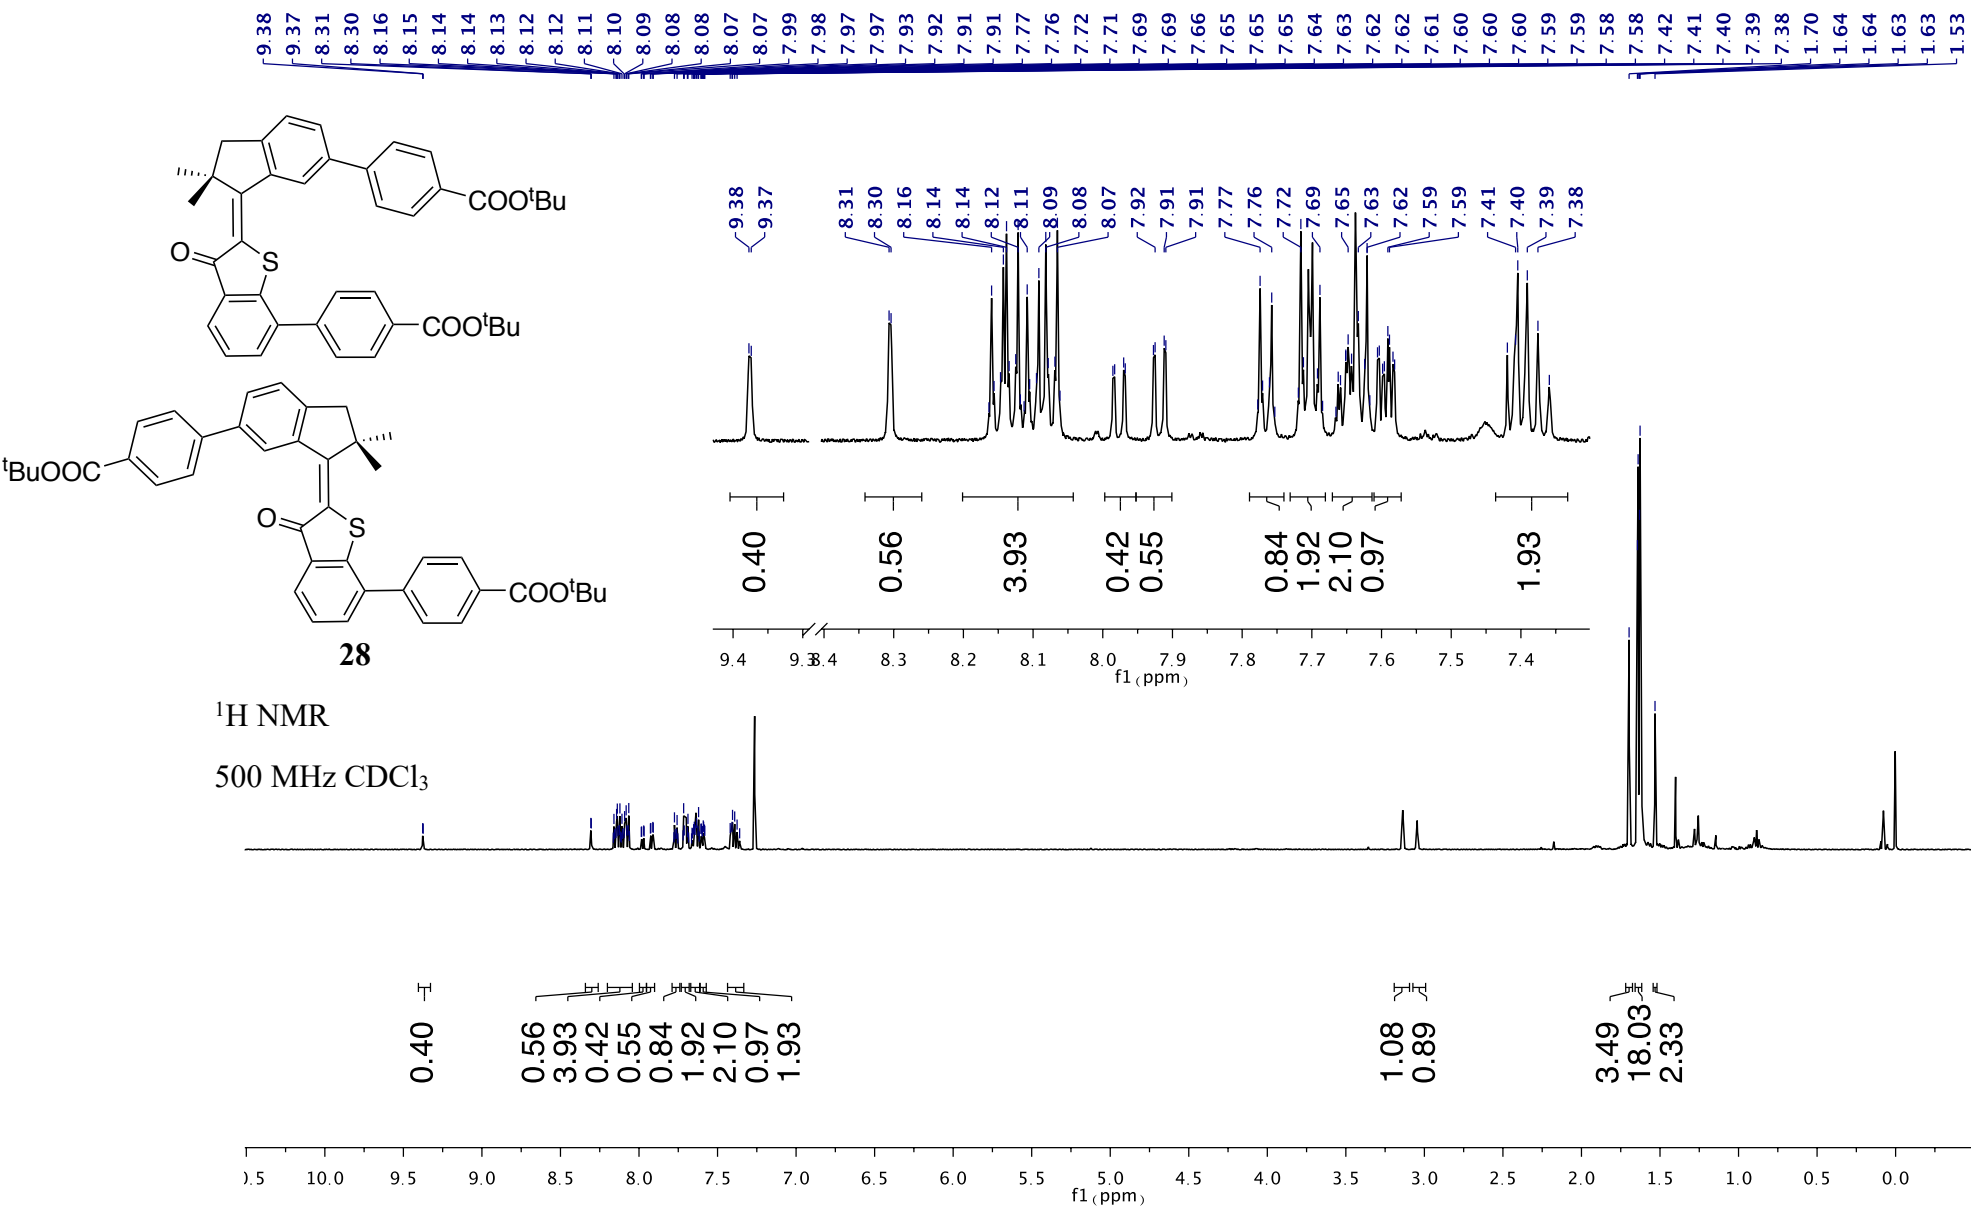 9.38 9.37 8.31 8.30 8.16 8.15 8.14 8.14 8.13 8.12 8.12 8.11 8.10 8.09 8.08 8.08 8.07 8.07 7.99 7.98 7.97 7.97 7.93 7.92 7.91 7.91 7.77 7.76 7.72 7.71 7.69 7.69 7.66 7.65 7.65 7.65 7.64 7.63 7.62 7.62 7.61 7.60 7.60 7.60 7.59 7.59 7.58 7.58 7.42 7.41 7.40 7.39 7.38 1.70 1.64 1.64 1.63 1.63 1.53
COOᵗBu
O
S
COOᵗBu
ᵗBuOOC
O
S
COOᵗBu
28
¹H NMR
500 MHz CDCl₃
9.38 9.37 8.31 8.30 8.16 8.14 8.14 8.12 8.11 8.09 8.08 8.07 7.92 7.91 7.91 7.77 7.76 7.72 7.69 7.65 7.63 7.62 7.59 7.59 7.41 7.40 7.39 7.38
0.40 0.56 3.93 0.42 0.55 0.84 1.92 2.10 0.97 1.93
9.4 9.3 8.4 8.3 8.2 8.1 8.0 7.9 7.8 7.7 7.6 7.5 7.4
f1 (ppm)
0.40 0.56 3.93 0.42 0.55 0.84 1.92 2.10 0.97 1.93 1.08 0.89 3.49 18.03 2.33
).5 10.0 9.5 9.0 8.5 8.0 7.5 7.0 6.5 6.0 5.5 5.0 4.5 4.0 3.5 3.0 2.5 2.0 1.5 1.0 0.5 0.0
f1 (ppm)